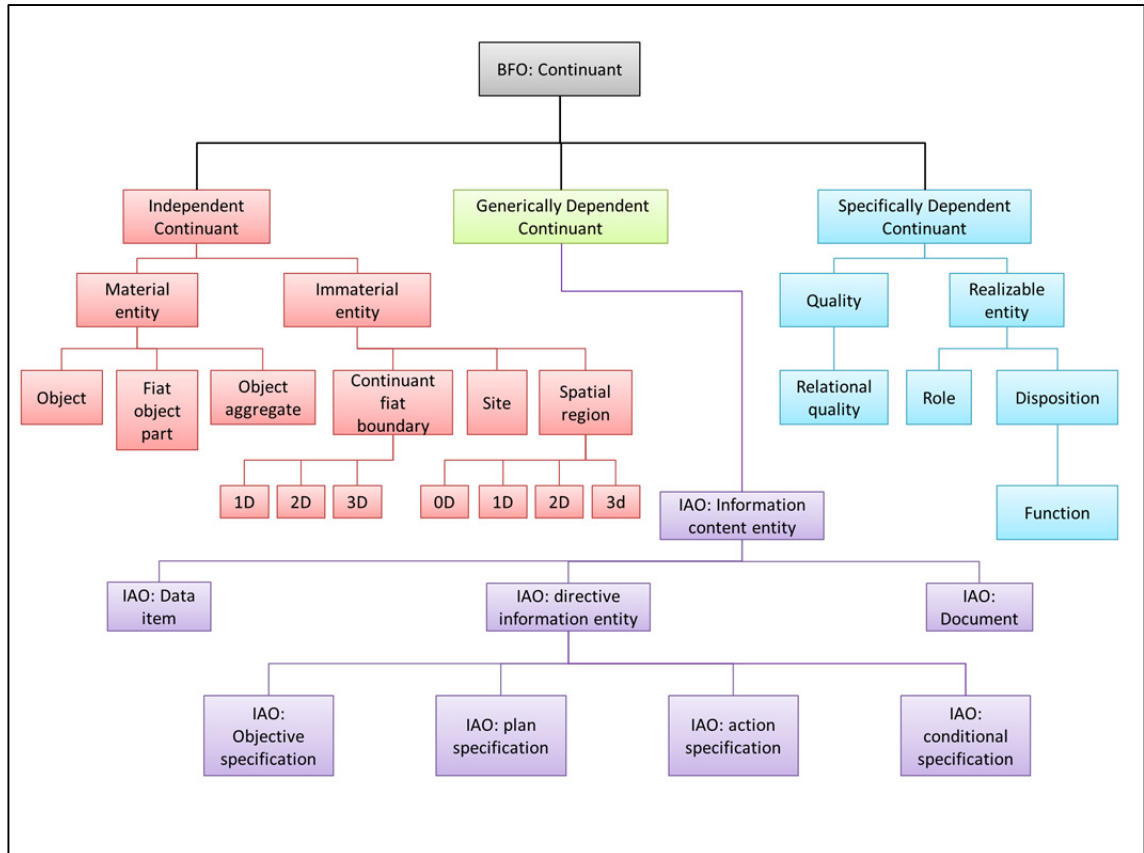 BFO: Continuant
Independent
Continuant
Generically Dependent
Continuant
Specifically Dependent
Continuant
Material
entity
Immaterial
entity
Quality
Realizable
entity
Object
Fiat
object
part
Object
aggregate
Continuant
fiat
boundary
Site
Spatial
region
Relational
quality
Role
Disposition
1D
2D
3D
0D
1D
2D
3d
IAO: Information
content entity
Function
IAO: Data
item
IAO: directive
information entity
IAO:
Document
IAO:
Objective
specification
IAO: plan
specification
IAO: action
specification
IAO:
conditional
specification